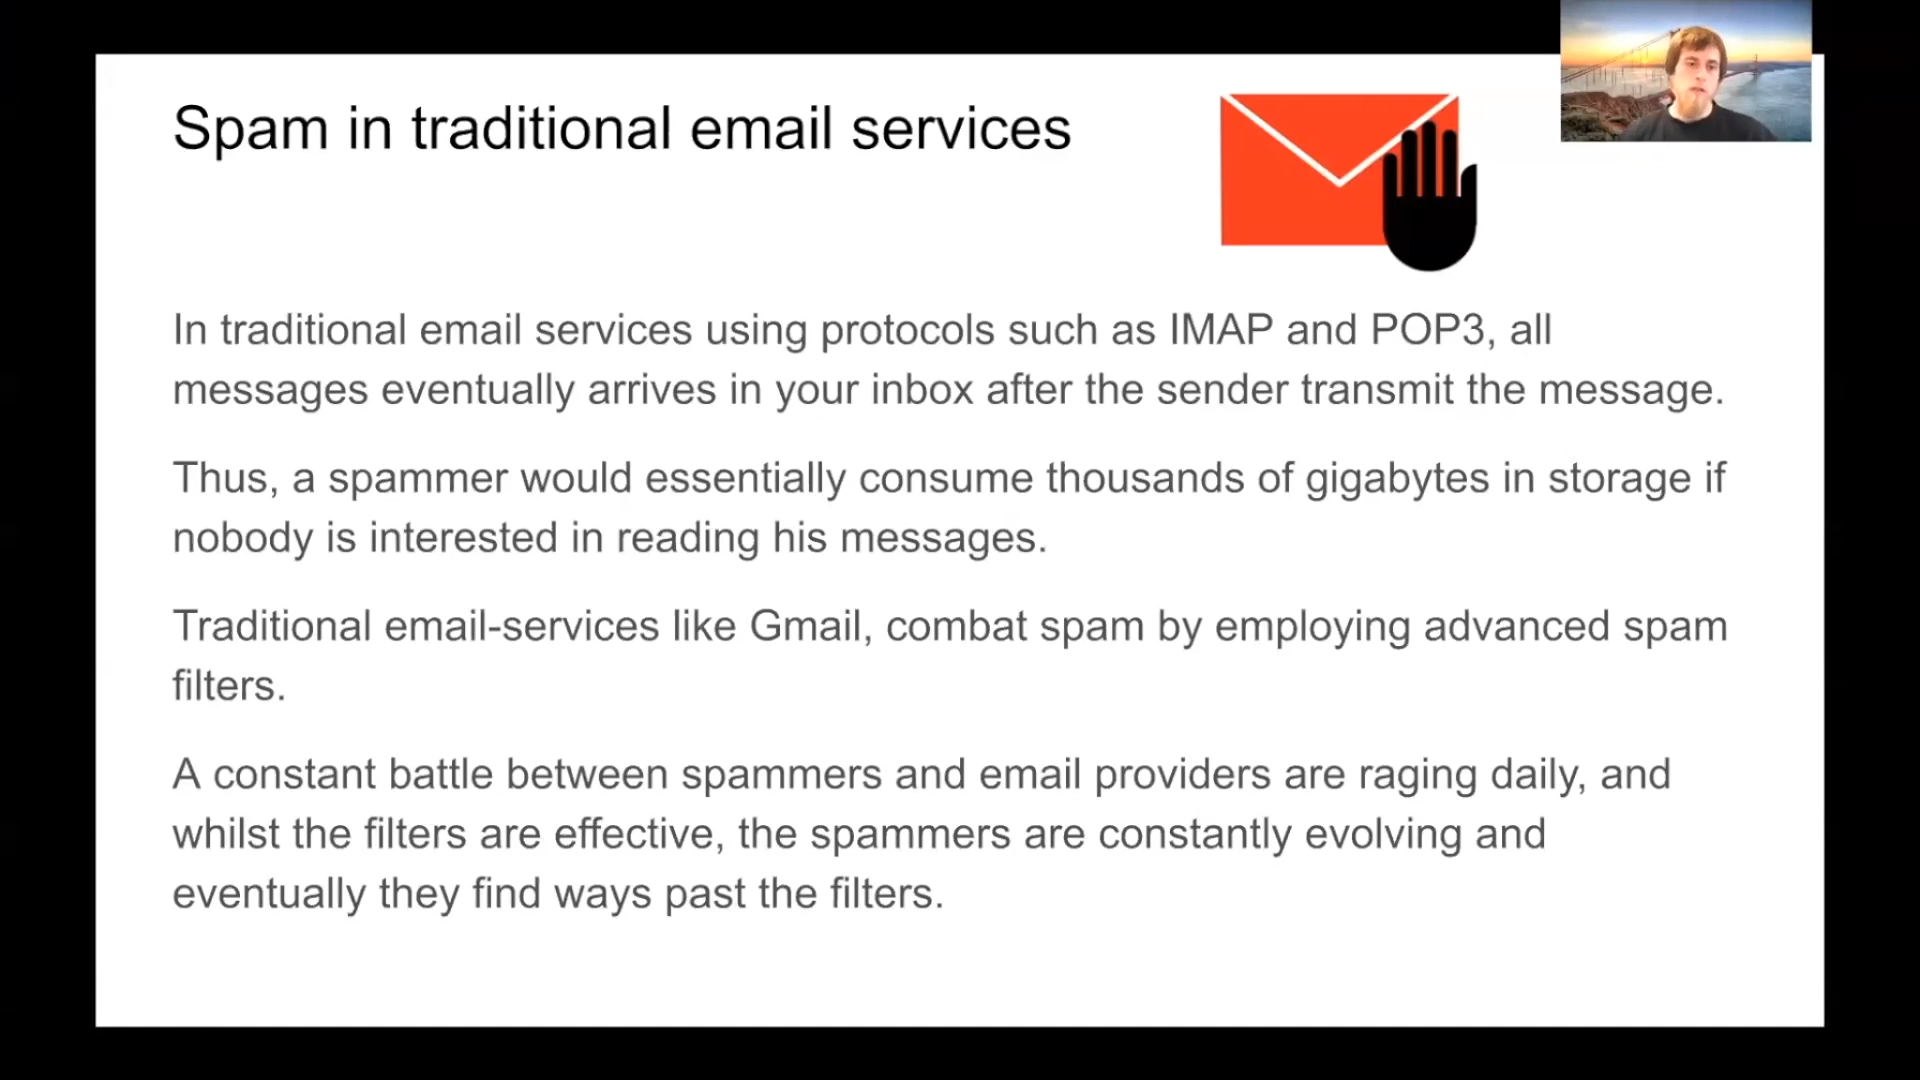 Spam in traditional email services
In traditional email services using protocols such as IMAP and POP3, all
messages eventually arrives in your inbox after the sender transmit the message.
Thus, a spammer would essentially consume thousands of gigabytes in storage if
nobody is interested in reading his messages.
Traditional email-services like Gmail, combat spam by employing advanced spam
filters.
A constant battle between spammers and email providers are raging daily, and
whilst the filters are effective, the spammers are constantly evolving and
eventually they find ways past the filters.